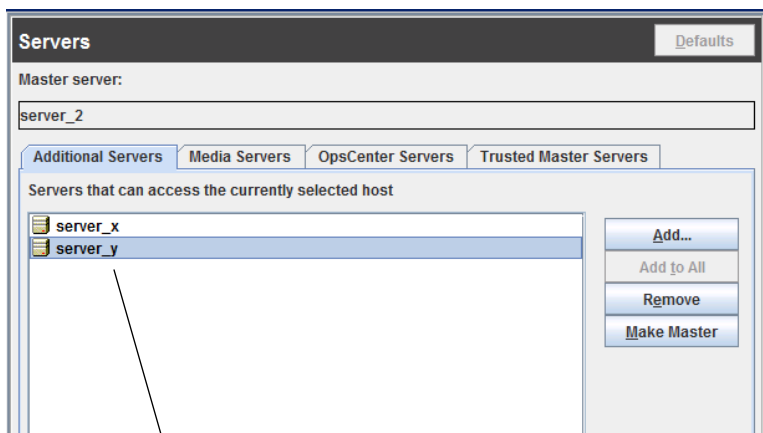 Servers Defaults
Master server:
server_2
Additional Servers Media Servers OpsCenter Servers Trusted Master Servers
Servers that can access the currently selected host
server_x
server_y
Add...
Add to All
Remove
Make Master